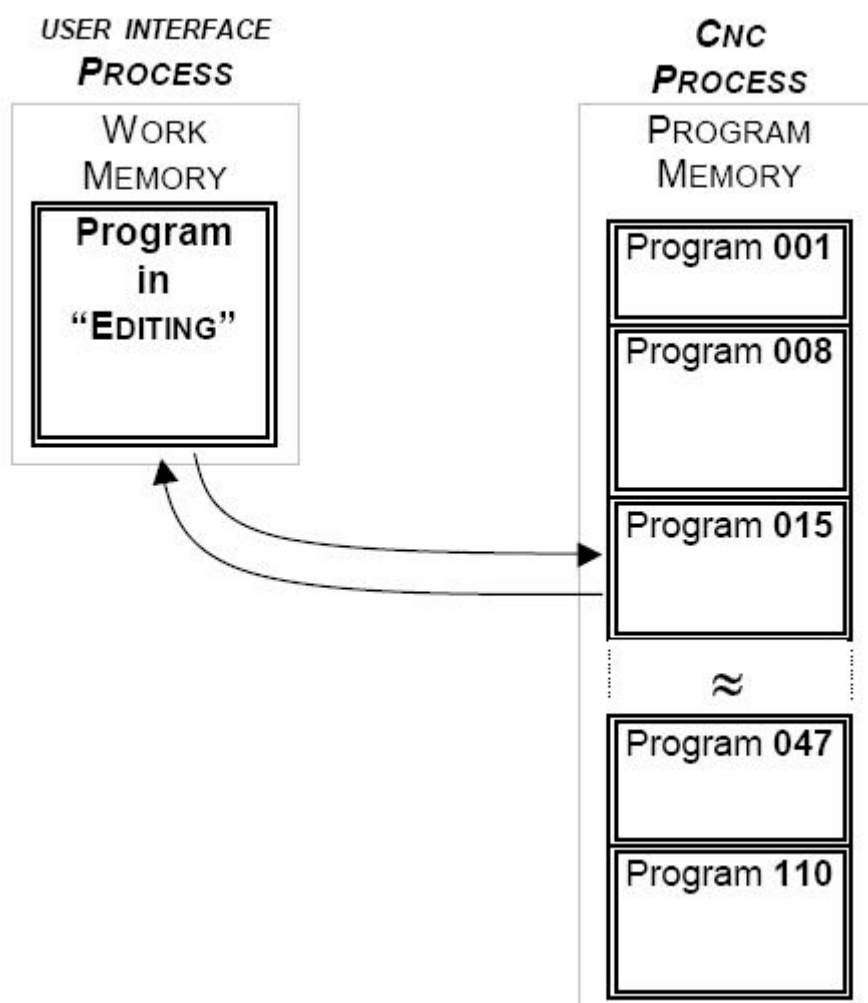 USER INTERFACE
PROCESS
WORK
MEMORY
Program
in
“EDITING”
CNC
PROCESS
PROGRAM
MEMORY
Program 001
Program 008
Program 015
≈
Program 047
Program 110